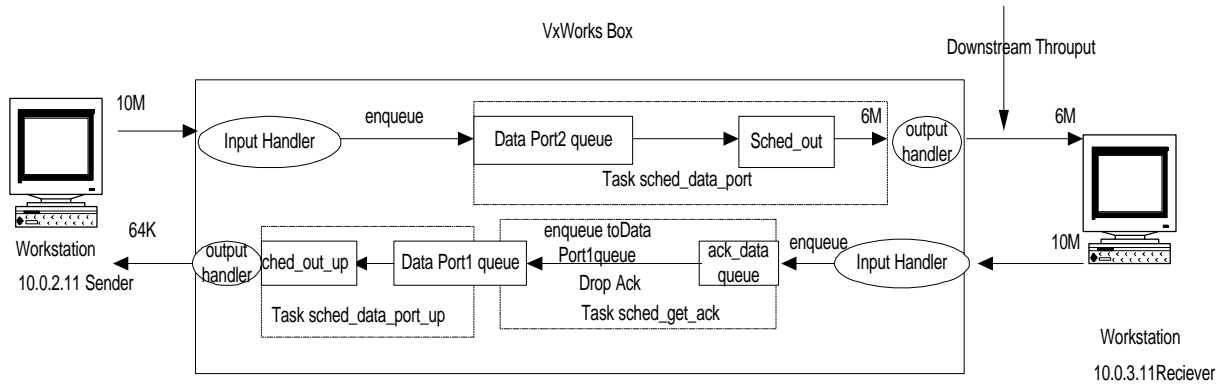 VxWorks Box
Downstream Throuput
10M
Input Handler
enqueue
Data Port2 queue
Sched_out
6M
output
handler
6M
Task sched_data_port
64K
Workstation
10.0.2.11 Sender
output
handler
ched_out_up
Data Port1 queue
Task sched_data_port_up
enqueue toData
Port1queue
Drop Ack
ack_data
queue
Task sched_get_ack
enqueue
Input Handler
10M
Workstation
10.0.3.11Reciever